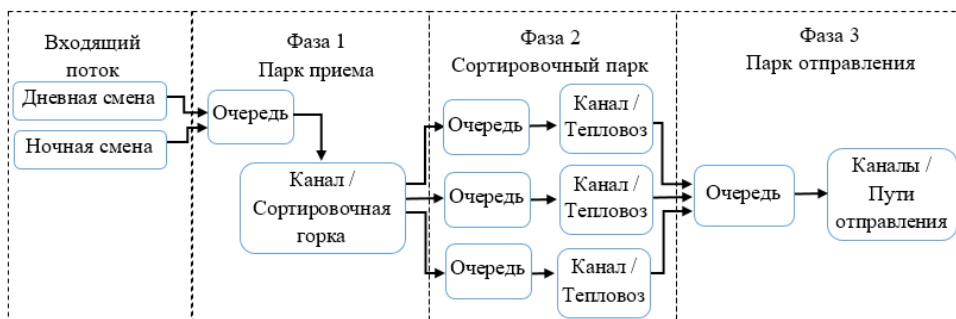 Входящий
поток
Дневная смена
Ночная смена
Фаза 1
Парк приема
Очередь
Канал /
Сортировочная
горка
Фаза 2
Сортировочный парк
Очередь
Канал /
Тепловоз
Очередь
Канал /
Тепловоз
Очередь
Канал /
Тепловоз
Фаза 3
Парк отправления
Очередь
Каналы /
Пути
отправления